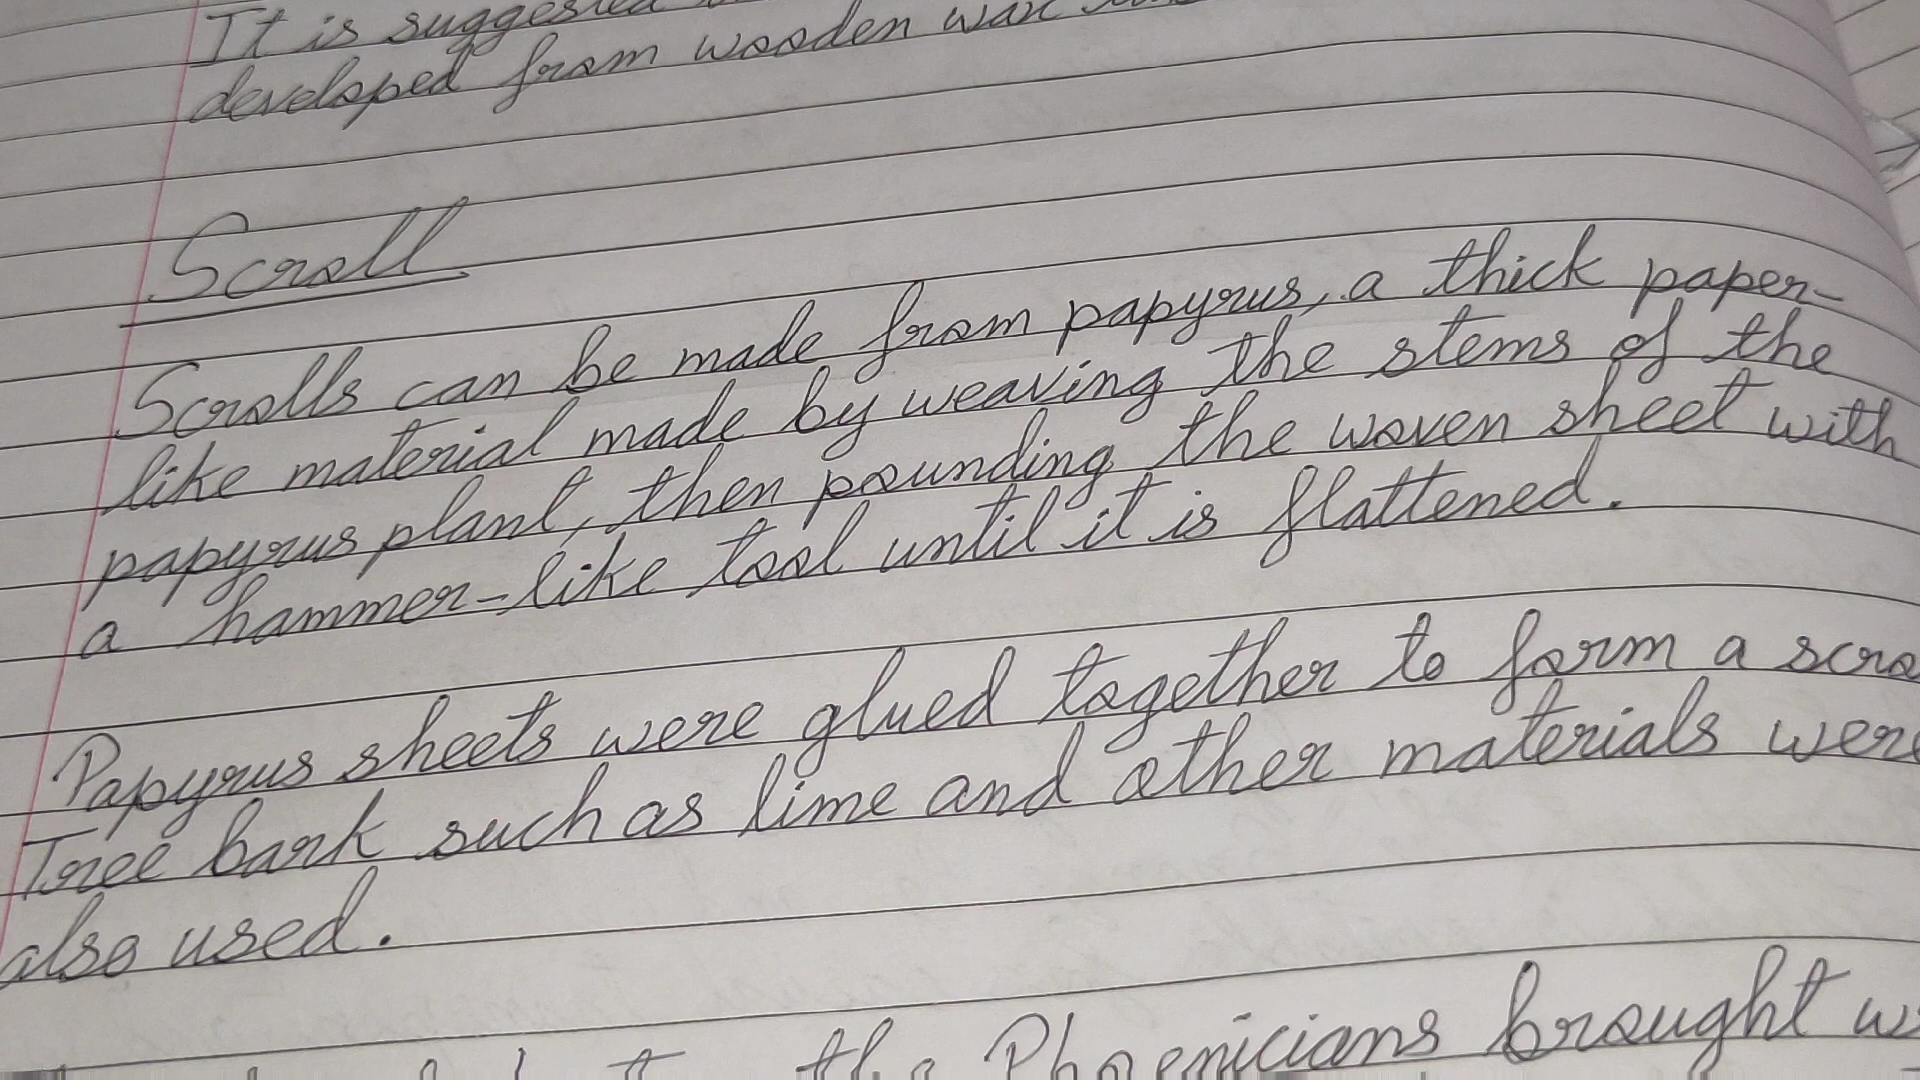 It is suggested
developed from wooden wax
Scroll
Scrolls can be made from papyrus, a thick paper-
like material made by weaving the stems of the
papyrus plant, then pounding the woven sheet with
a hammer-like tool until it is flattened.
Papyrus sheets were glued together to form a scro
Tree bark such as lime and other materials were
also used.
the Phoenicians brought w